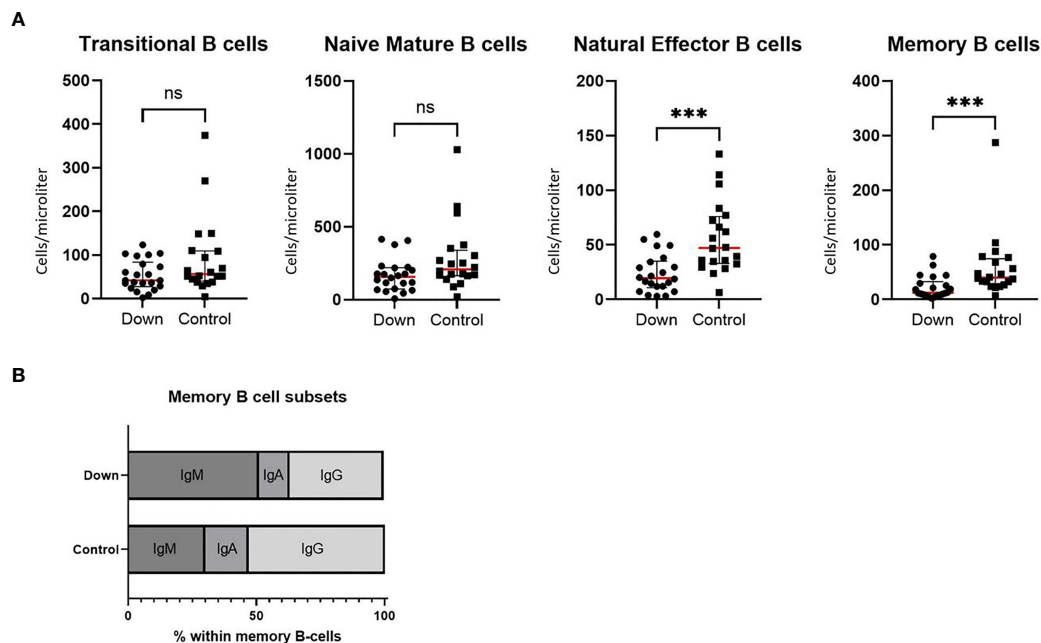 A
Transitional B cells
500
400
300
200
100
0
Cells/microliter
ns
Down Control
Naive Mature B cells
1500
1000
500
0
Cells/microliter
ns
Down Control
Natural Effector B cells
200
150
100
50
0
Cells/microliter
***
Down Control
Memory B cells
400
300
200
100
0
Cells/microliter
***
Down Control
B
Memory B cell subsets
Down IgM IgA IgG
Control IgM IgA IgG
0 50 100
% within memory B-cells